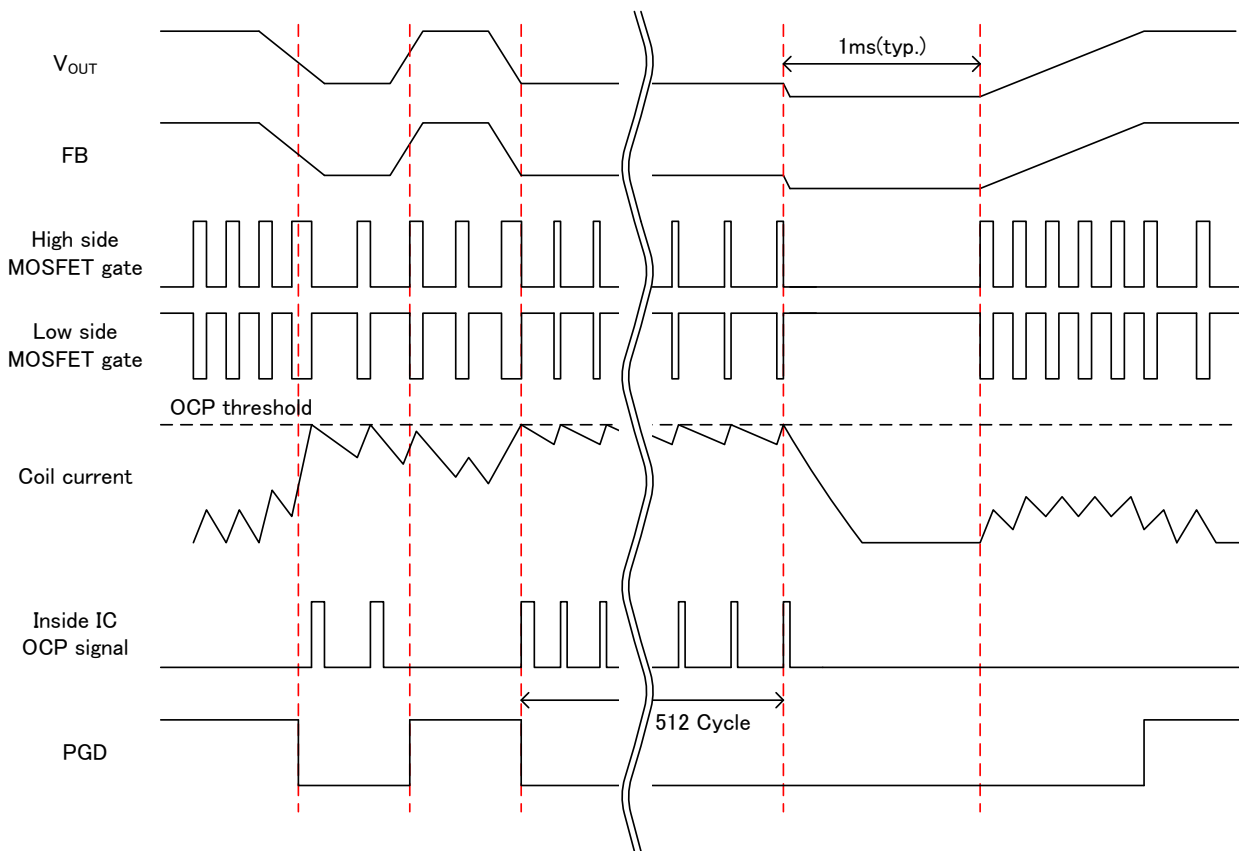 1ms(typ.)
VOUT
FB
High side
MOSFET gate
Low side
MOSFET gate
OCP threshold
Coil current
Inside IC
OCP signal
512 Cycle
PGD